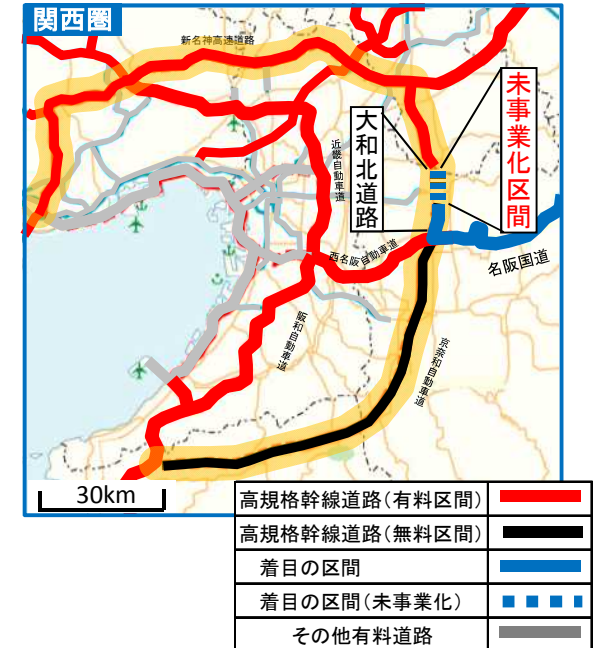 関西圏
新名神高速道路
未事業化区間
大和北道路
近畿自動車道
西名阪自動車道
名阪国道
阪和自動車道
京奈和自動車道
30km
高規格幹線道路(有料区間)
高規格幹線道路(無料区間)
着目の区間
着目の区間(未事業化)
その他有料道路